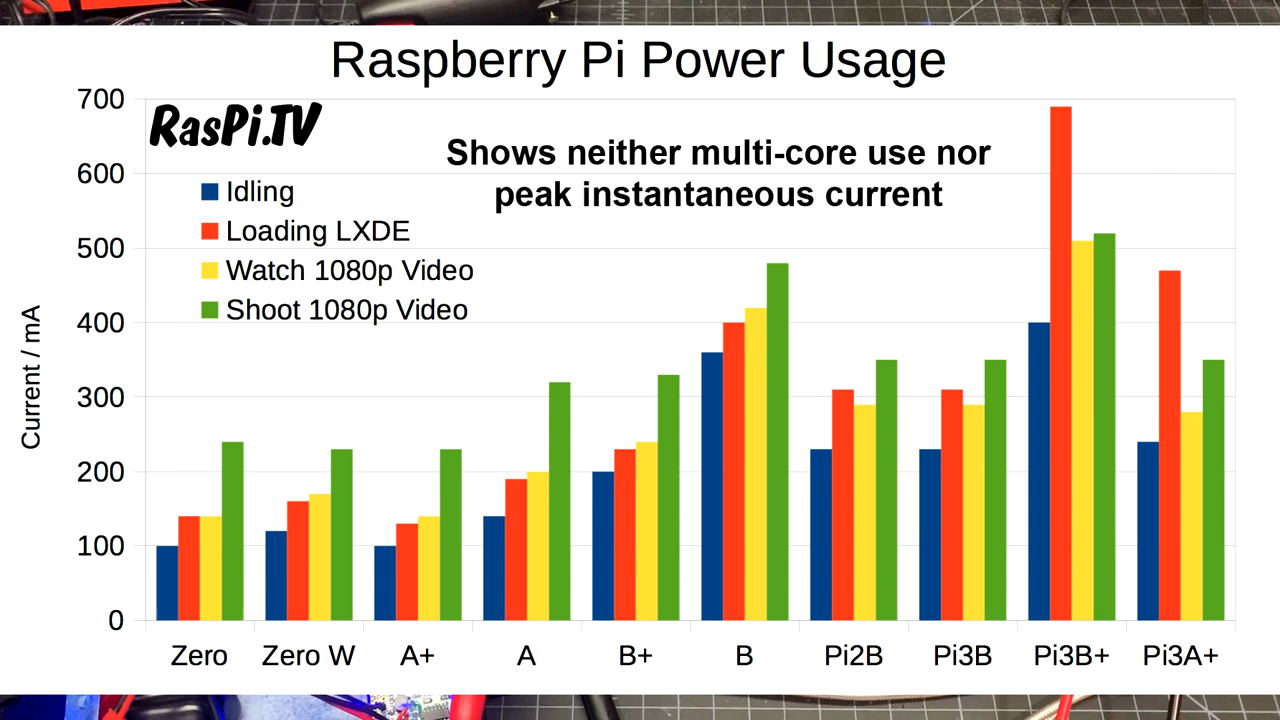 Raspberry Pi Power Usage
RasPi.TV
Shows neither multi-core use nor
peak instantaneous current
Idling
Loading LXDE
Watch 1080p Video
Shoot 1080p Video
Current / mA
700
600
500
400
300
200
100
0
Zero
Zero W
A+
A
B+
B
Pi2B
Pi3B
Pi3B+
Pi3A+